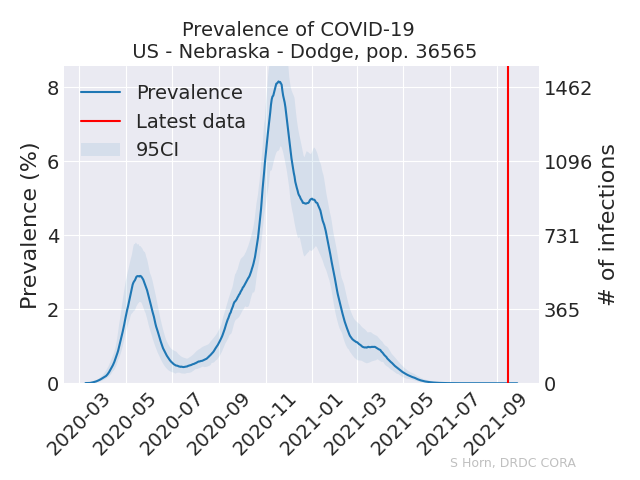 Prevalence of COVID-19
US - Nebraska - Dodge, pop. 36565
Prevalence
Latest data
95CI
Prevalence (%)
8
6
4
2
0
1462
1096
731
365
0
# of infections
2020-03
2020-05
2020-07
2020-09
2020-11
2021-01
2021-03
2021-05
2021-07
2021-09
S Horn, DRDC CORA